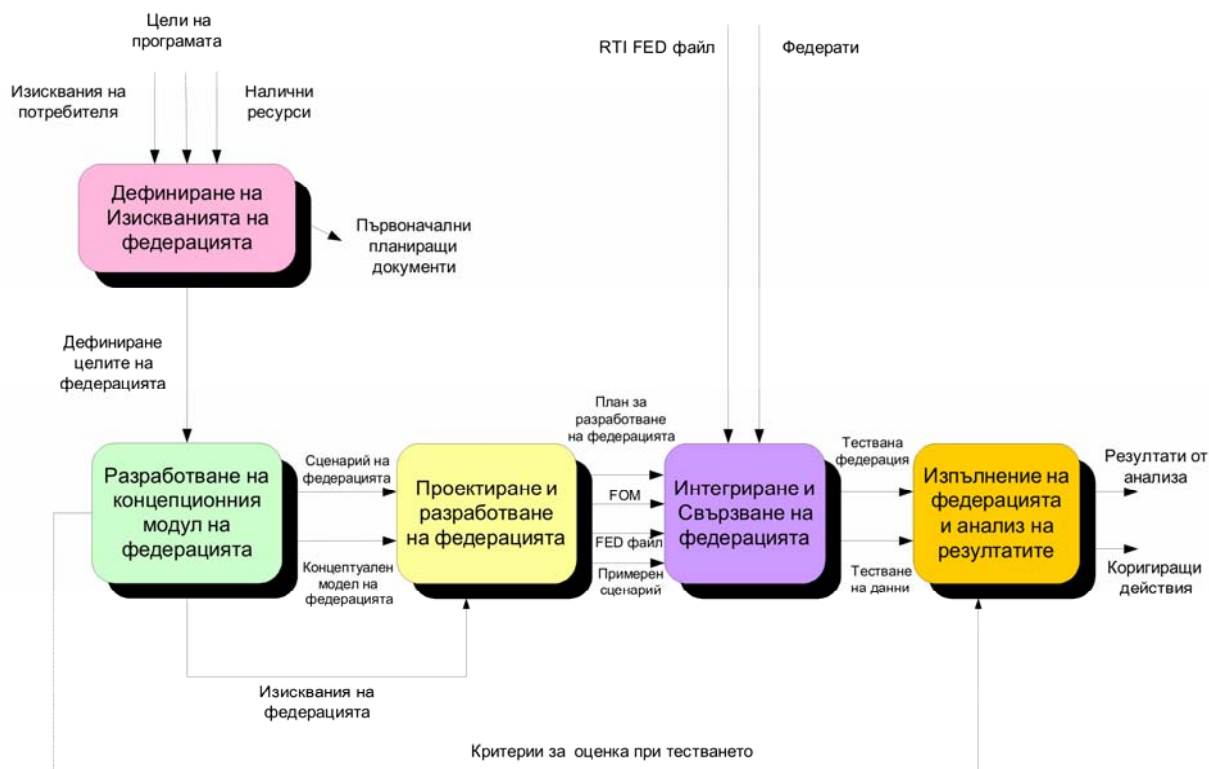 Цели на
програмата
Изисквания на
потребителя
Налични
ресурси
RTI FED файл
Федерати
Дефиниране на
Изискванията на
федерацията
Първоначални
планиращи
документи
Дефиниране
целите на
федерацията
Разработване на
концепционния
модул на
федерацията
Сценарий на
федерацията
Концептуален
модел на
федерацията
Проектиране и
разработване
на федерацията
План за
разработване
на федерацията
FOM
FED файл
Примерен
сценарий
Интегриране и
Свързване на
федерацията
Тествана
федерация
Тестване
на данни
Изпълнение на
федерацията
и анализ на
резултатите
Резултати от
анализа
Коригиращи
действия
Изисквания на
федерацията
Критерии за оценка при тестването